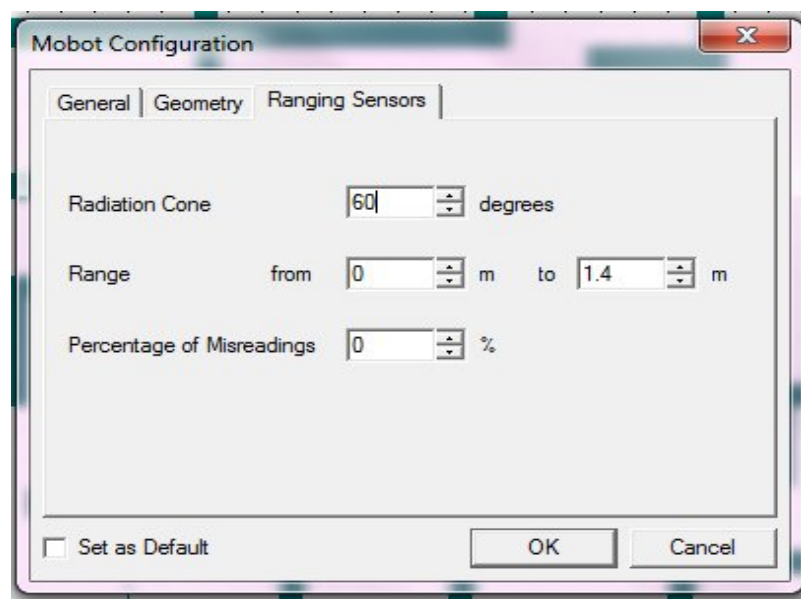 Mobot Configuration
General Geometry Ranging Sensors
Radiation Cone 60 degrees
Range from 0 m to 1.4 m
Percentage of Misreadings 0 %
Set as Default OK Cancel